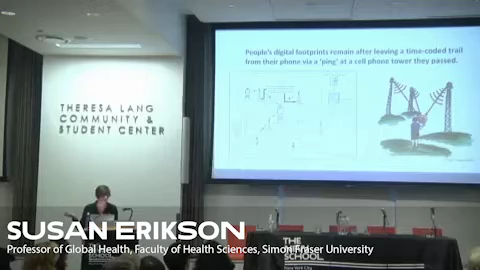 People's digital footprints remain after leaving a time-coded trail
from their phone via a 'ping' at a cell phone tower they passed.
THERESA LANG
COMMUNITY &
STUDENT CENTER
SUSAN ERIKSON
Professor of Global Health, Faculty of Health Sciences, Simon Fraser University
THE
SCHOOL
New York City